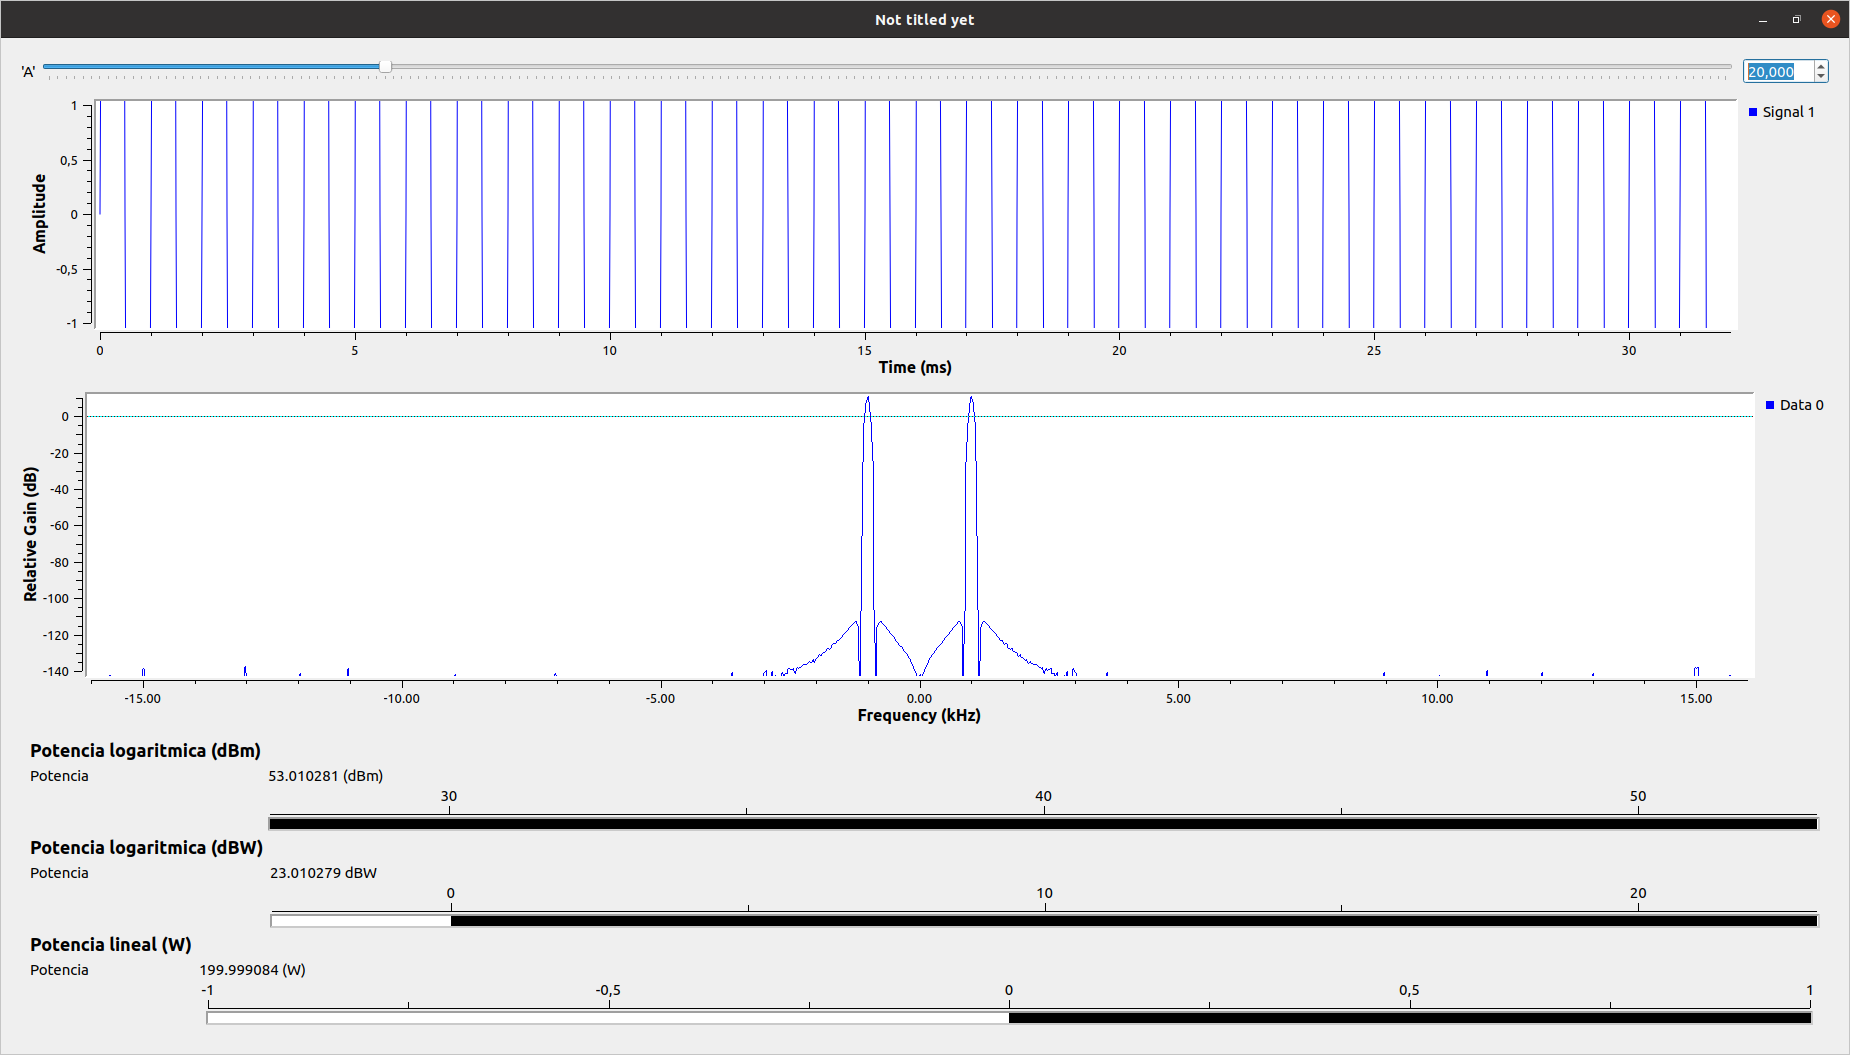 Not titled yet
'A'
20,000
1
0,5
0
-0,5
-1
Amplitude
Signal 1
0 5 10 15 20 25 30
Time (ms)
0
-20
-40
-60
-80
-100
-120
-140
Relative Gain (dB)
Data 0
-15.00 -10.00 -5.00 0.00 5.00 10.00 15.00
Frequency (kHz)
Potencia logaritmica (dBm)
Potencia 53.010281 (dBm)
30 40 50
Potencia logaritmica (dBW)
Potencia 23.010279 dBW
0 10 20
Potencia lineal (W)
Potencia 199.999084 (W)
-1 -0,5 0 0,5 1